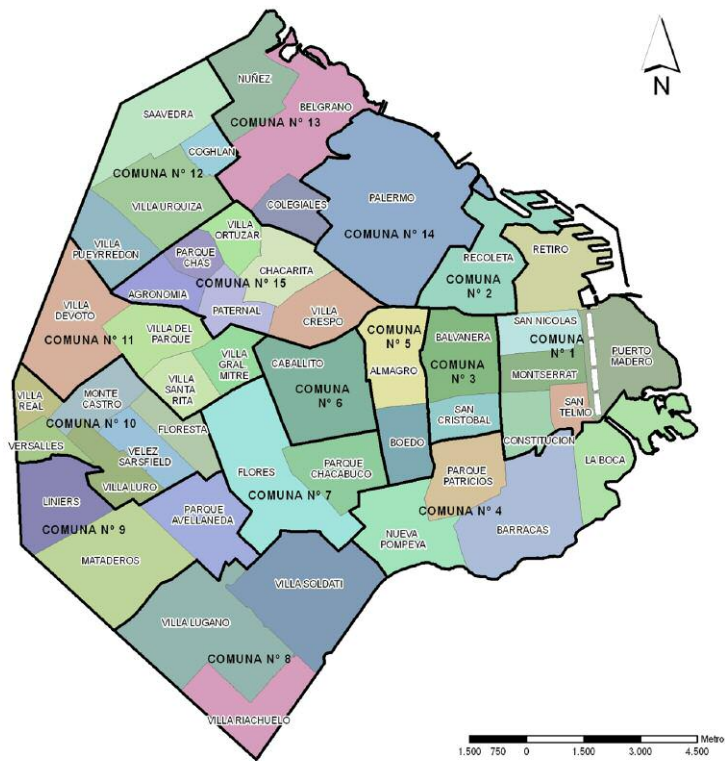 N
NUÑEZ
BELGRANO
COMUNA N° 13
SAAVEDRA
COGHLAN
COMUNA N° 12
VILLA URQUIZA
COLEGIALES
VILLA
PUEYRREDON
PALERMO
COMUNA N° 14
VILLA
ORTUZAR
PARQUE
CHAS
CHACARITA
COMUNA N° 15
AGRONOMIA
PATERNAL
VILLA
CRESPO
RECOLETA
COMUNA
N° 2
RETIRO
VILLA
DEVOTO
COMUNA N° 11
VILLA DEL
PARQUE
VILLA
GRAL
MITRE
VILLA
SANTA
RITA
COMUNA
N° 5
ALMAGRO
BOEDO
BALVANERA
COMUNA
N° 3
SAN
CRISTOBAL
SAN NICOLAS
COMUNA
N° 1
MONTSERRAT
PUERTO
MADERO
SAN
TELMO
CONSTITUCION
CABALLITO
COMUNA
N° 6
VILLA
REAL
MONTE
CASTRO
COMUNA N° 10
FLORESTA
VERSALLES
VELEZ
SARSFIELD
VILLA LURO
FLORES
PARQUE
CHACABUCO
COMUNA N° 7
PARQUE
PATRICIOS
COMUNA N° 4
LA BOCA
BARRACAS
NUEVA
POMPEYA
LINIERS
COMUNA N° 9
PARQUE
AVELLANEDA
MATADEROS
VILLA SOLDATI
VILLA LUGANO
COMUNA N° 8
VILLA RIACHUELO
Metro
1.500 750 0 1.500 3.000 4.500